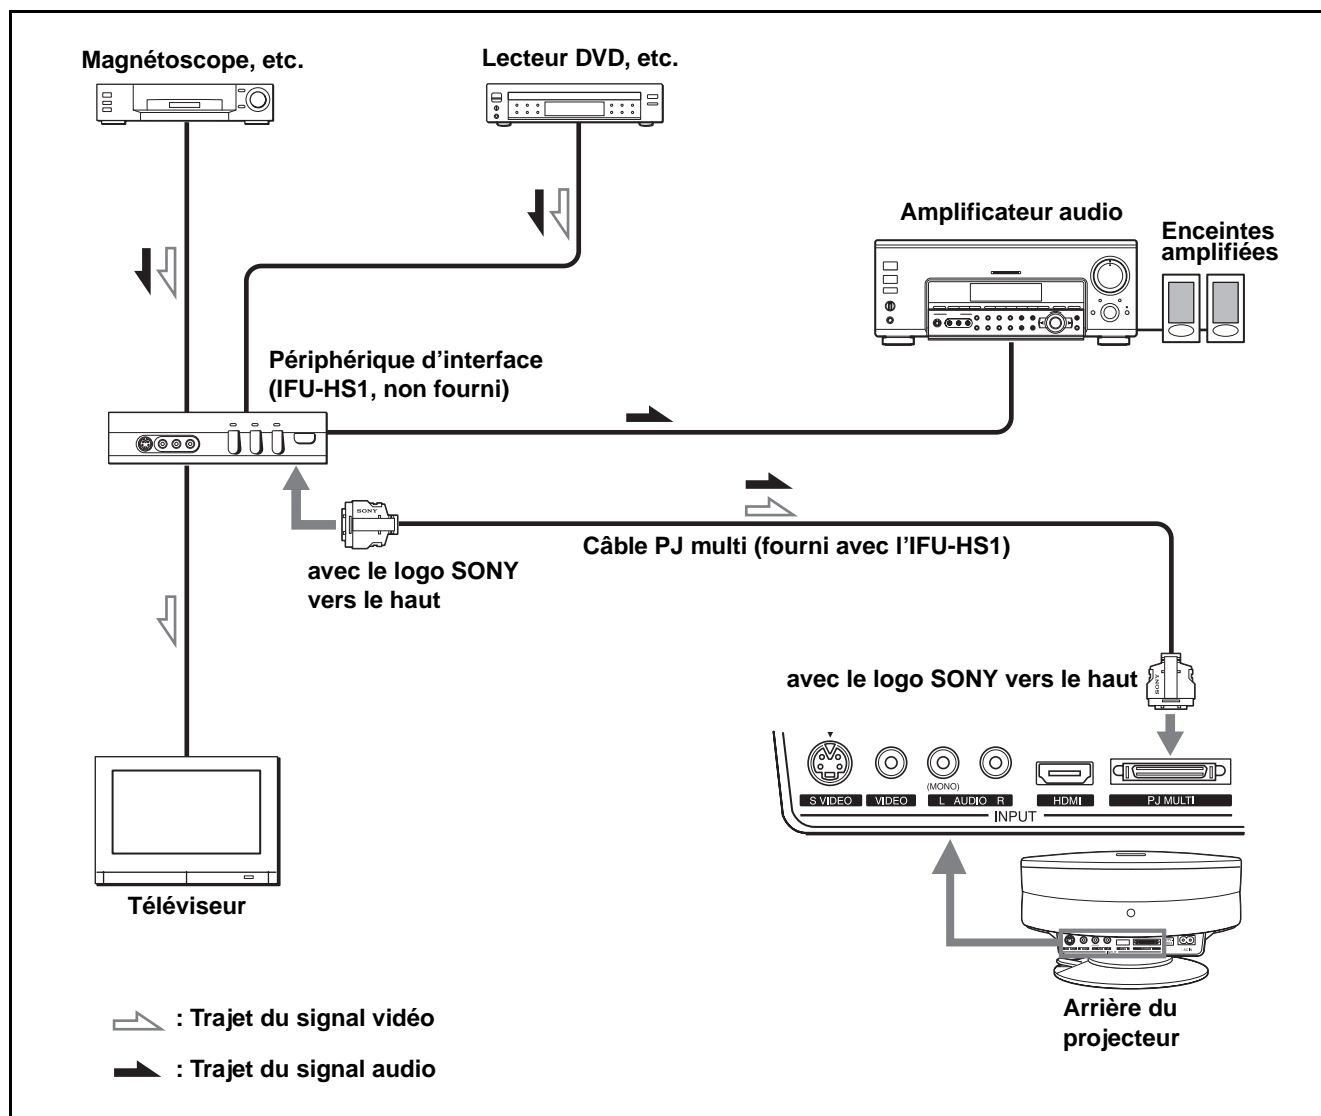 Magnétoscope, etc.
Lecteur DVD, etc.
Amplificateur audio
Enceintes
amplifiées
Périphérique d’interface
(IFU-HS1, non fourni)
SONY
Câble PJ multi (fourni avec l’IFU-HS1)
avec le logo SONY
vers le haut
avec le logo SONY vers le haut
SONY
(MONO)
S VIDEO
VIDEO
L AUDIO R
HDMI
PJ MULTI
INPUT
Téléviseur
Arrière du
projecteur
: Trajet du signal vidéo
: Trajet du signal audio